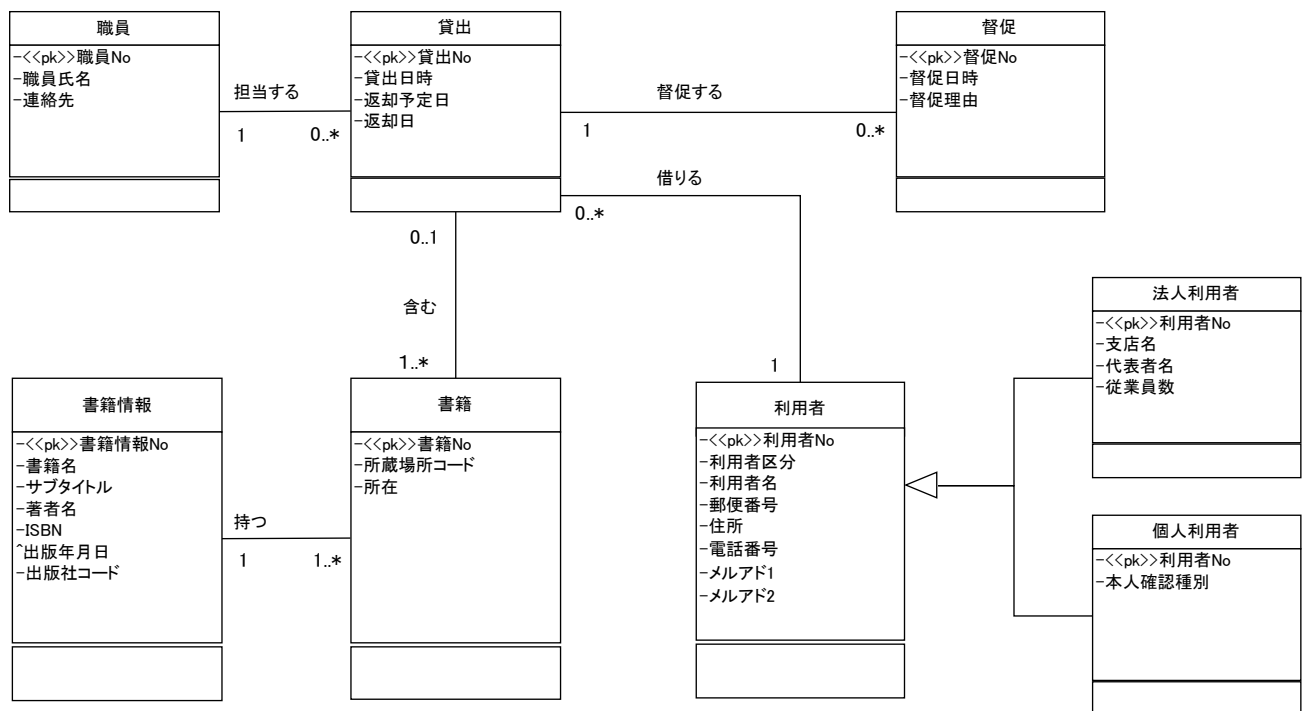 職員
-<<pk>>職員No
-職員氏名
-連絡先
担当する
1
0..*
貸出
-<<pk>>貸出No
-貸出日時
-返却予定日
-返却日
督促する
1
0..*
督促
-<<pk>>督促No
-督促日時
-督促理由
借りる
0..*
1
0..1
含む
1..*
書籍情報
-<<pk>>書籍情報No
-書籍名
-サブタイトル
-著者名
-ISBN
^出版年月日
-出版社コード
持つ
1
1..*
書籍
-<<pk>>書籍No
-所蔵場所コード
-所在
利用者
-<<pk>>利用者No
-利用者区分
-利用者名
-郵便番号
-住所
-電話番号
-メルアド1
-メルアド2
法人利用者
-<<pk>>利用者No
-支店名
-代表者名
-従業員数
個人利用者
-<<pk>>利用者No
-本人確認種別